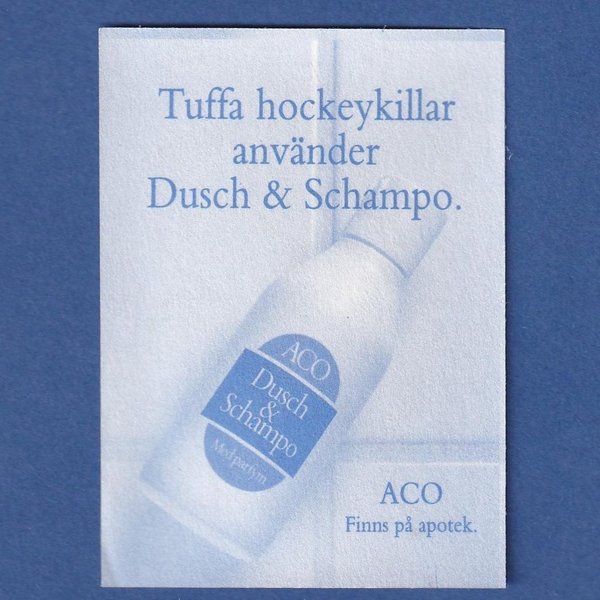 Tuffa hockeykillar
använder
Dusch & Schampo.
ACO
Dusch
&
Schampo
Med parfym
ACO
Finns på apotek.